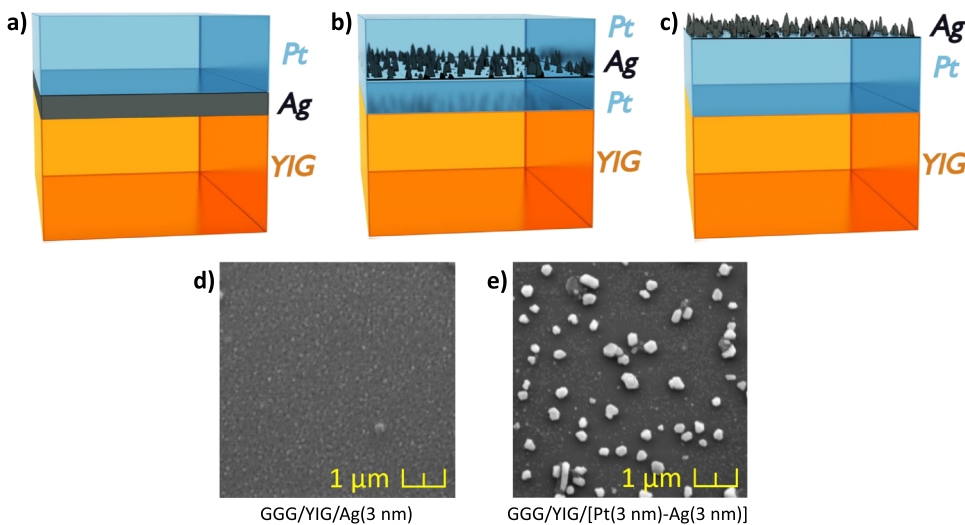 a)
Pt
Ag
YIG
b)
Pt
Ag
Pt
YIG
c)
Ag
Pt
YIG
d)
1 μm
GGG/YIG/Ag(3 nm)
e)
1 μm
GGG/YIG/[Pt(3 nm)-Ag(3 nm)]